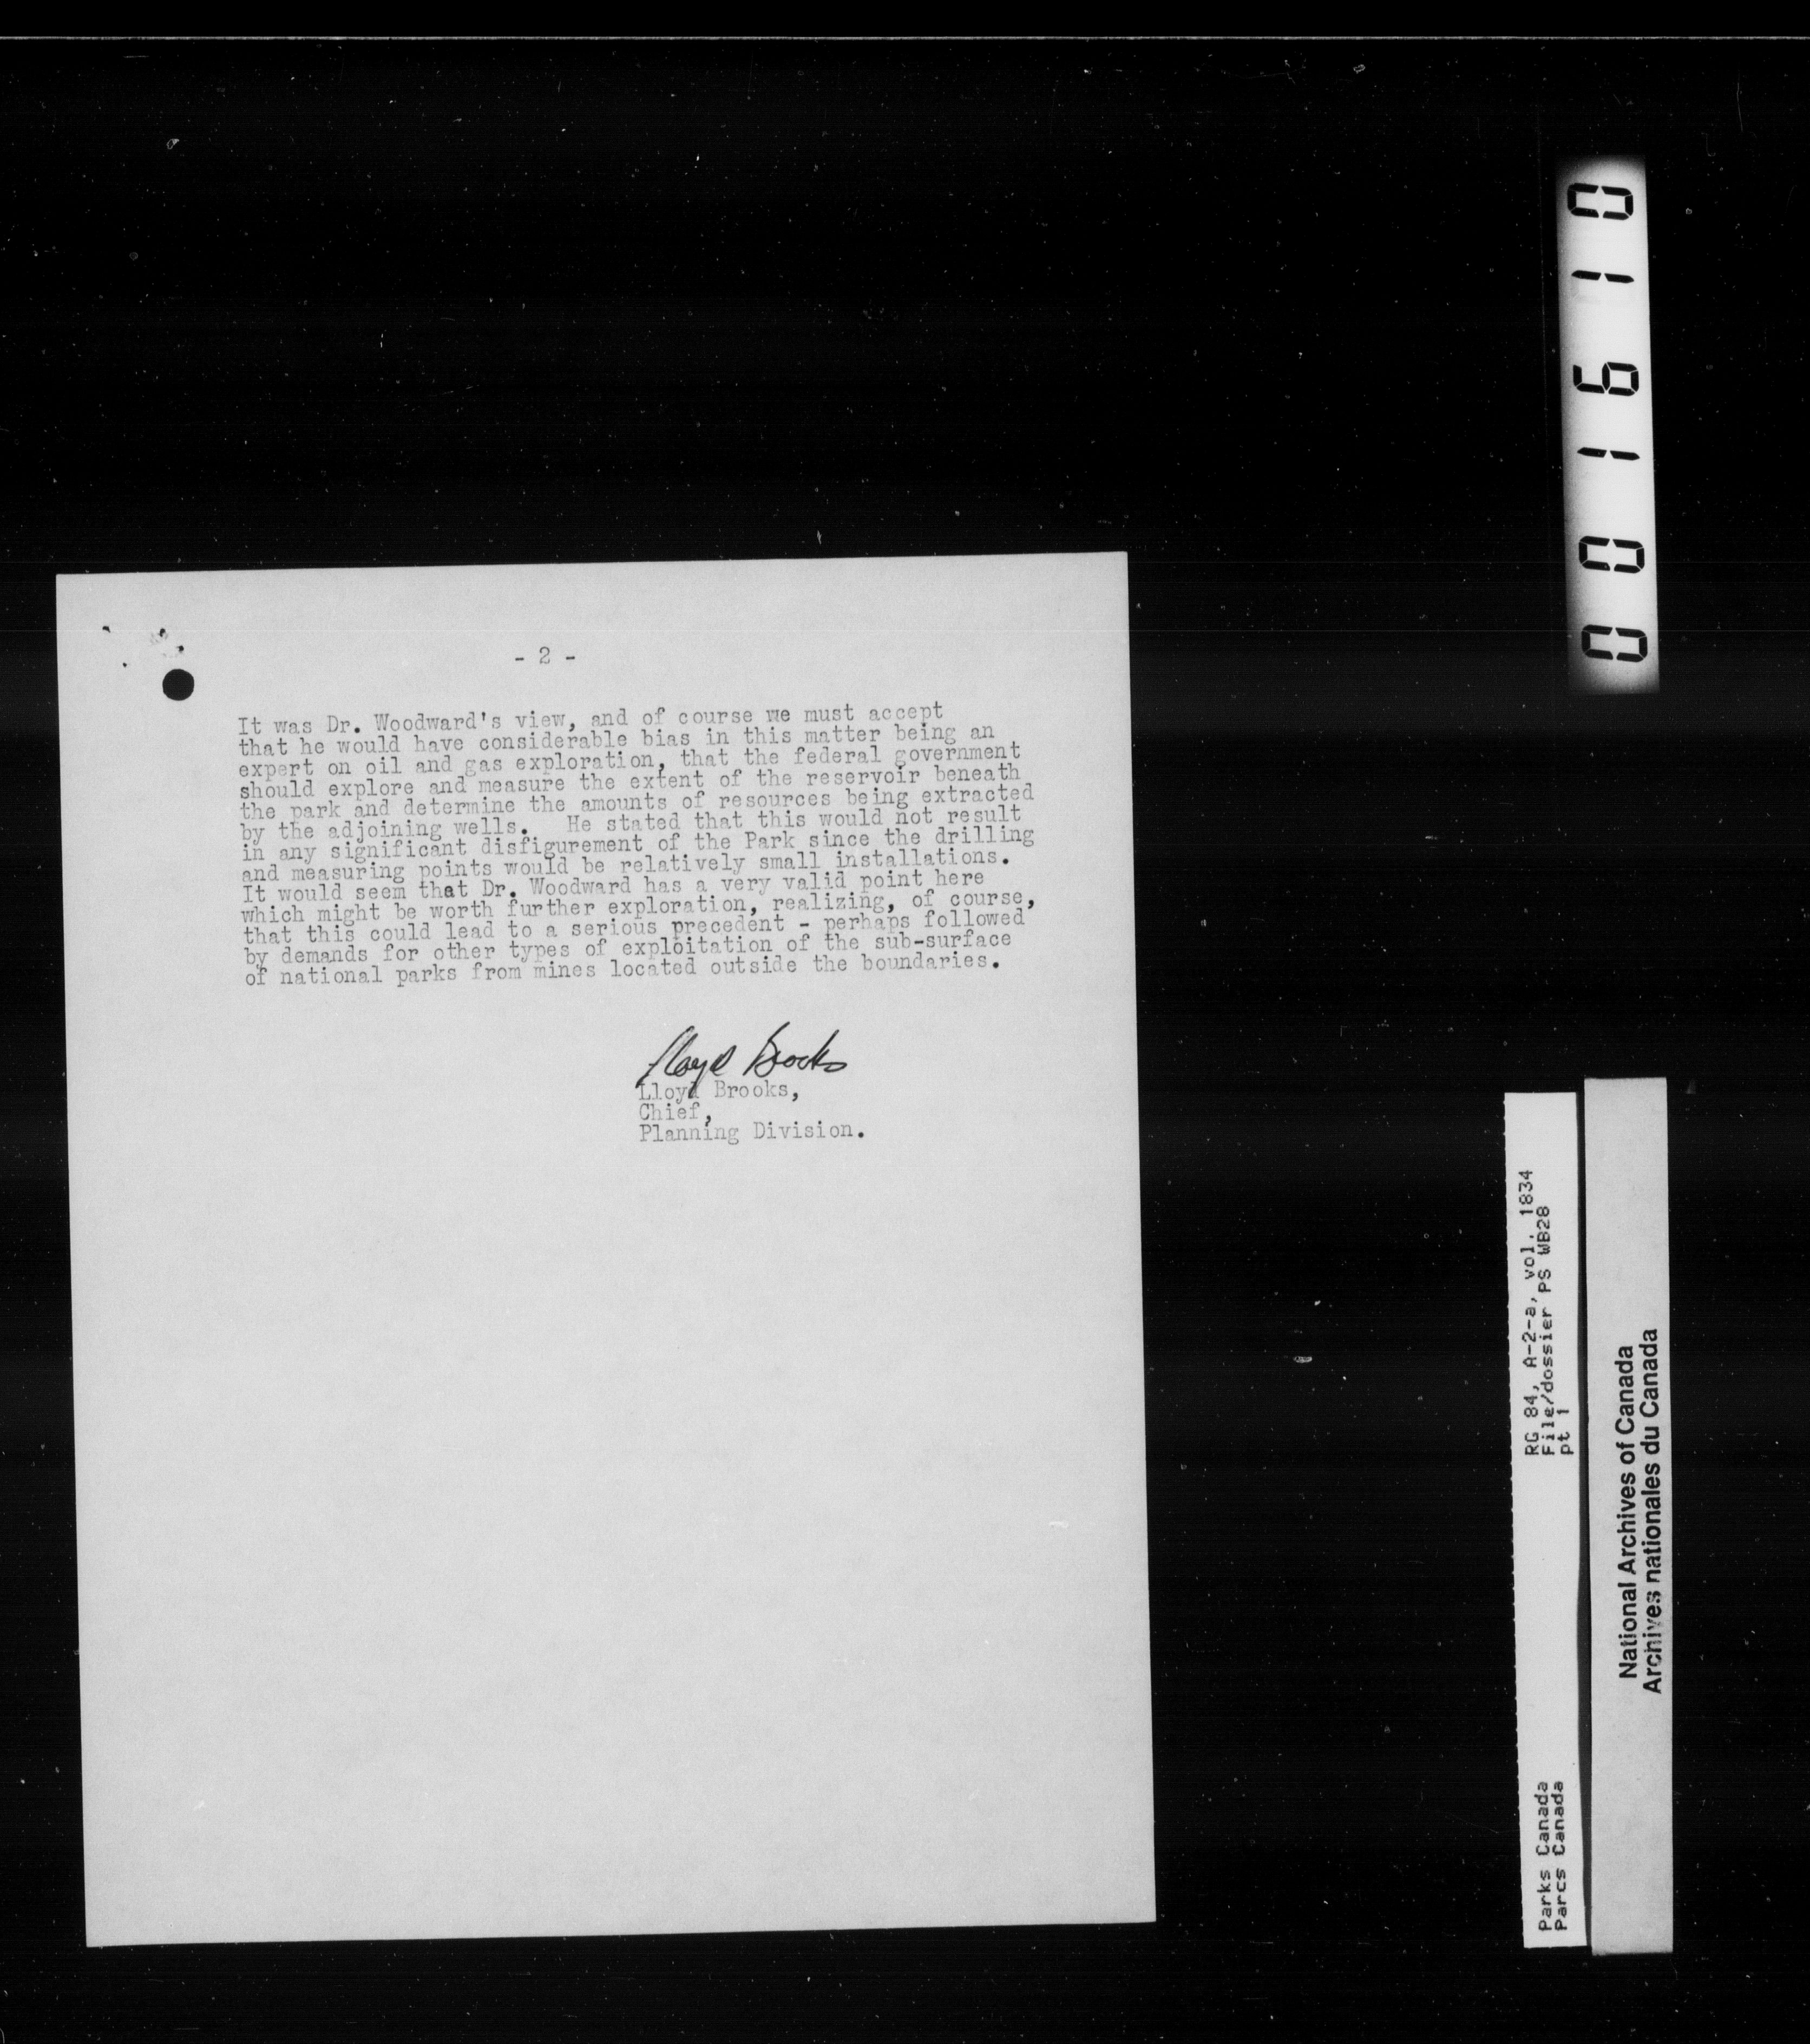 - 2 -
It was Dr. Woodward's view, and of course we must accept
that he would have considerable bias in this matter being an
expert on oil and gas exploration, that the federal government
should explore and measure the extent of the reservoir beneath
the park and determine the amounts of resources being extracted
by the adjoining wells. He stated that this would not result
in any significant disfigurement of the Park since the drilling
and measuring points would be relatively small installations.
It would seem that Dr. Woodward has a very valid point here
which might be worth further exploration, realizing, of course,
that this could lead to a serious precedent - perhaps followed
by demands for other types of exploitation of the sub-surface
of national parks from mines located outside the boundaries.
Lloyd Brooks
Lloyd Brooks,
Chief,
Planning Division.
001610
RG 84, A-2-a, vol. 1834
File/dossier PS WB28
pt 1
Parks Canada
Parcs Canada
National Archives of Canada
Archives nationales du Canada